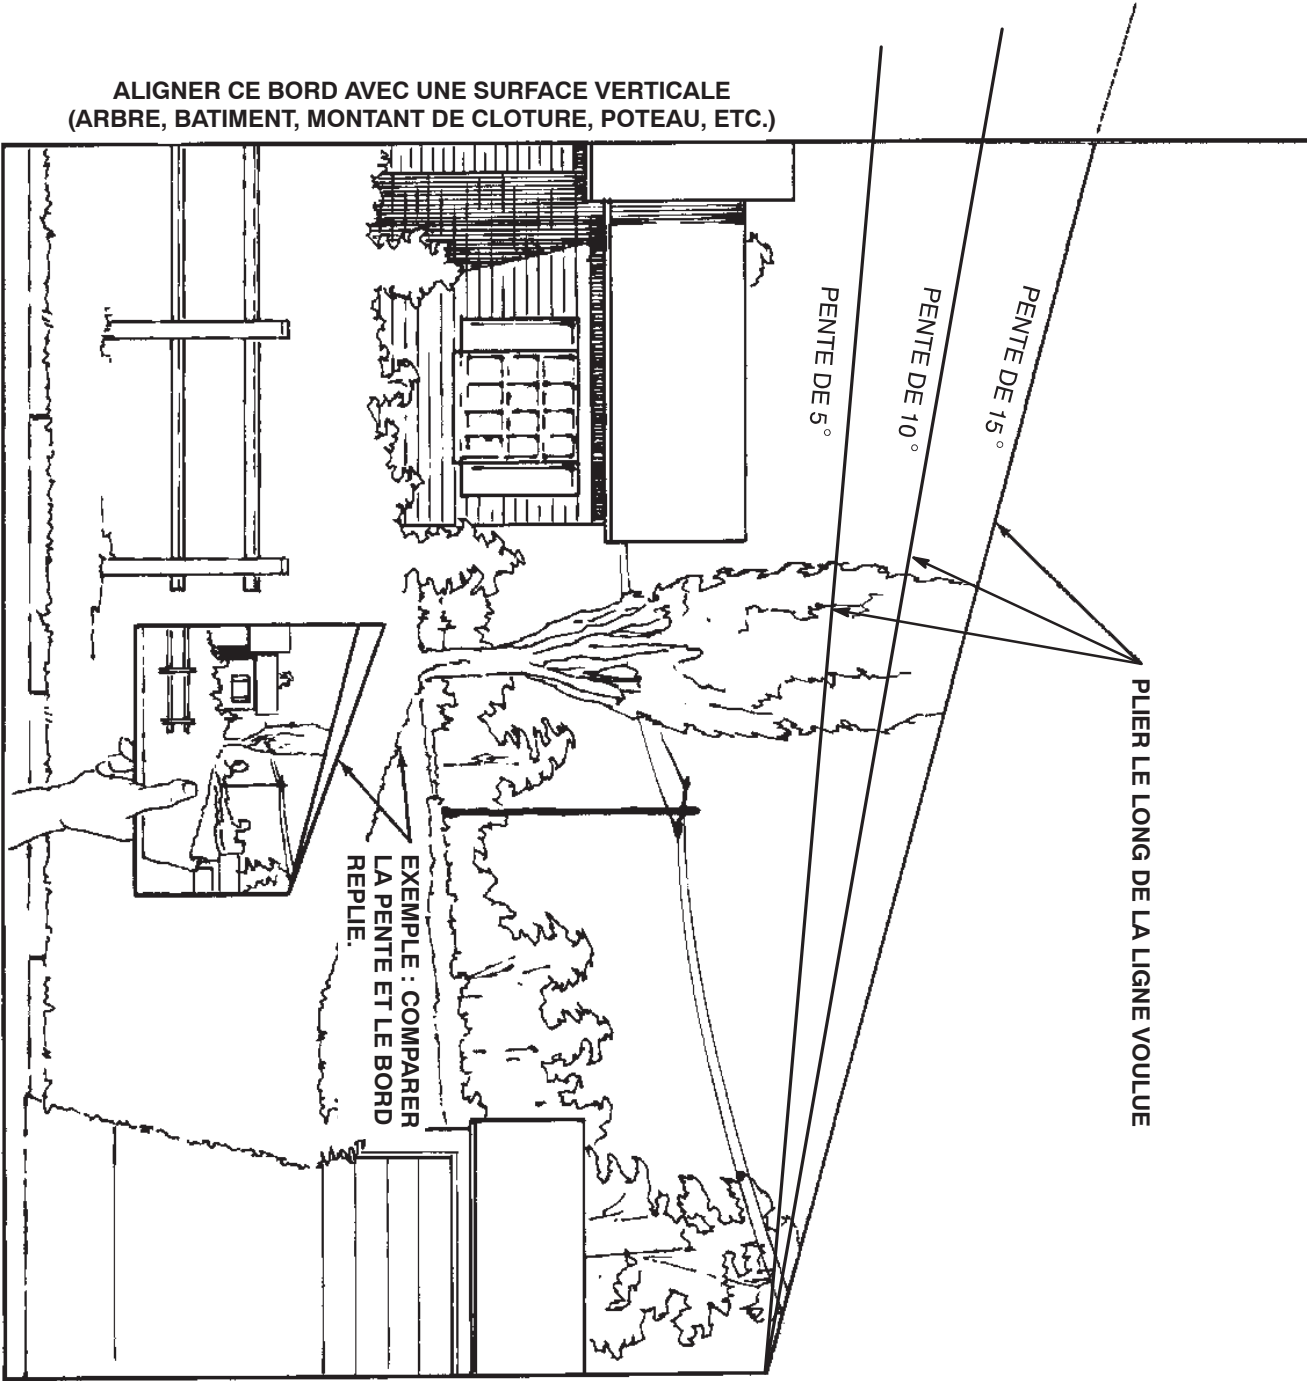 ALIGNER CE BORD AVEC UNE SURFACE VERTICALE
(ARBRE, BATIMENT, MONTANT DE CLOTURE, POTEAU, ETC.)
PENTE DE 5°
PENTE DE 10°
PENTE DE 15°
PLIER LE LONG DE LA LIGNE VOULUE
EXEMPLE : COMPARER
LA PENTE ET LE BORD
REPLIE.